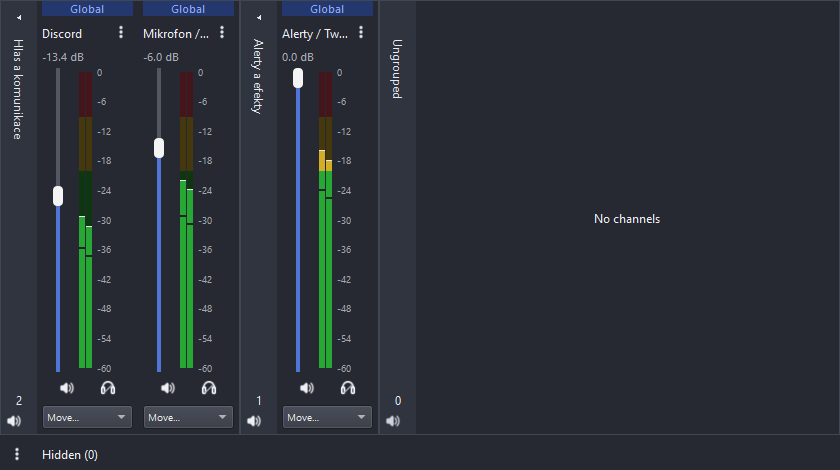 Hlas a komunikace
2
Global
Discord
-13.4 dB
0
-6
-12
-18
-24
-30
-36
-42
-48
-54
-60
Move...
Global
Mikrofon /...
-6.0 dB
0
-6
-12
-18
-24
-30
-36
-42
-48
-54
-60
Move...
Alerty a efekty
1
Global
Alerty / Tw...
0.0 dB
0
-6
-12
-18
-24
-30
-36
-42
-48
-54
-60
Move...
Ungrouped
0
No channels
Hidden (0)